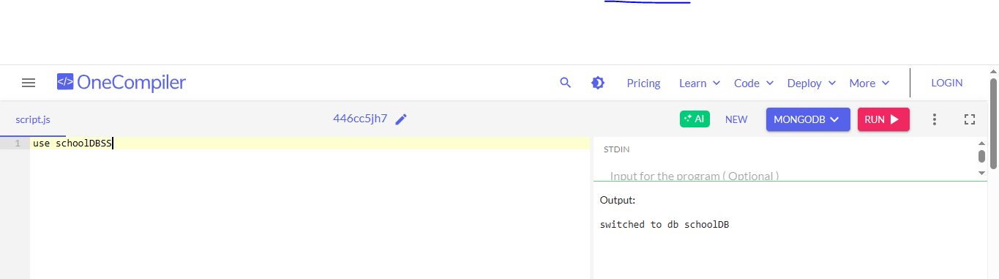 </> OneCompiler Pricing Learn Code Deploy More LOGIN
script.js 446cc5jh7 AI NEW MONGODB RUN
1 use schoolDBSS
STDIN
Input for the program ( Optional )
Output:
switched to db schoolDB